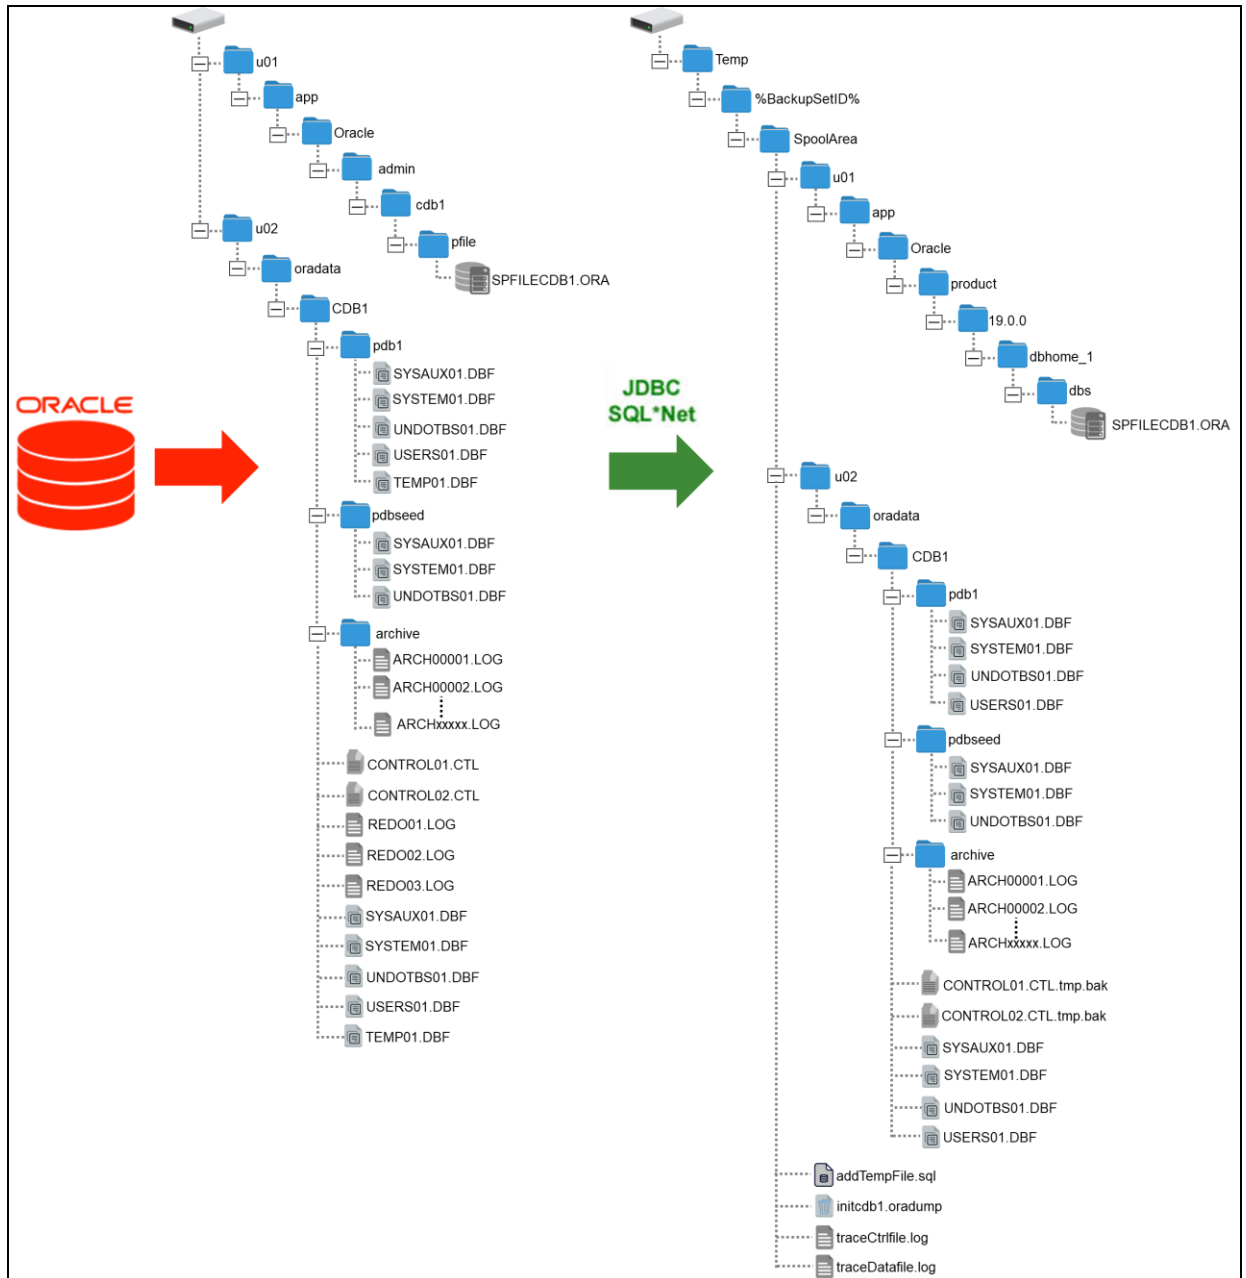 u01
app
Oracle
admin
cdb1
pfile
SPFILECDB1.ORA
u02
oradata
CDB1
pdb1
SYSAUX01.DBF
SYSTEM01.DBF
UNDOTBS01.DBF
USERS01.DBF
TEMP01.DBF
pdbseed
SYSAUX01.DBF
SYSTEM01.DBF
UNDOTBS01.DBF
archive
ARCH00001.LOG
ARCH00002.LOG
ARCHxxxxx.LOG
CONTROL01.CTL
CONTROL02.CTL
REDO01.LOG
REDO02.LOG
REDO03.LOG
SYSAUX01.DBF
SYSTEM01.DBF
UNDOTBS01.DBF
USERS01.DBF
TEMP01.DBF
ORACLE
JDBC
SQL*Net
Temp
%BackupSetID%
SpoolArea
u01
app
Oracle
product
19.0.0
dbhome_1
dbs
SPFILECDB1.ORA
u02
oradata
CDB1
pdb1
SYSAUX01.DBF
SYSTEM01.DBF
UNDOTBS01.DBF
USERS01.DBF
pdbseed
SYSAUX01.DBF
SYSTEM01.DBF
UNDOTBS01.DBF
archive
ARCH00001.LOG
ARCH00002.LOG
ARCHxxxxx.LOG
CONTROL01.CTL.tmp.bak
CONTROL02.CTL.tmp.bak
SYSAUX01.DBF
SYSTEM01.DBF
UNDOTBS01.DBF
USERS01.DBF
addTempFile.sql
initcdb1.oradump
traceCtrlfile.log
traceDatafile.log